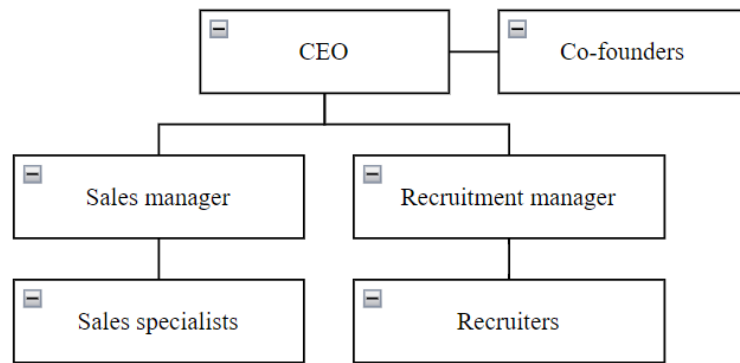 CEO
Co-founders
Sales manager
Recruitment manager
Sales specialists
Recruiters